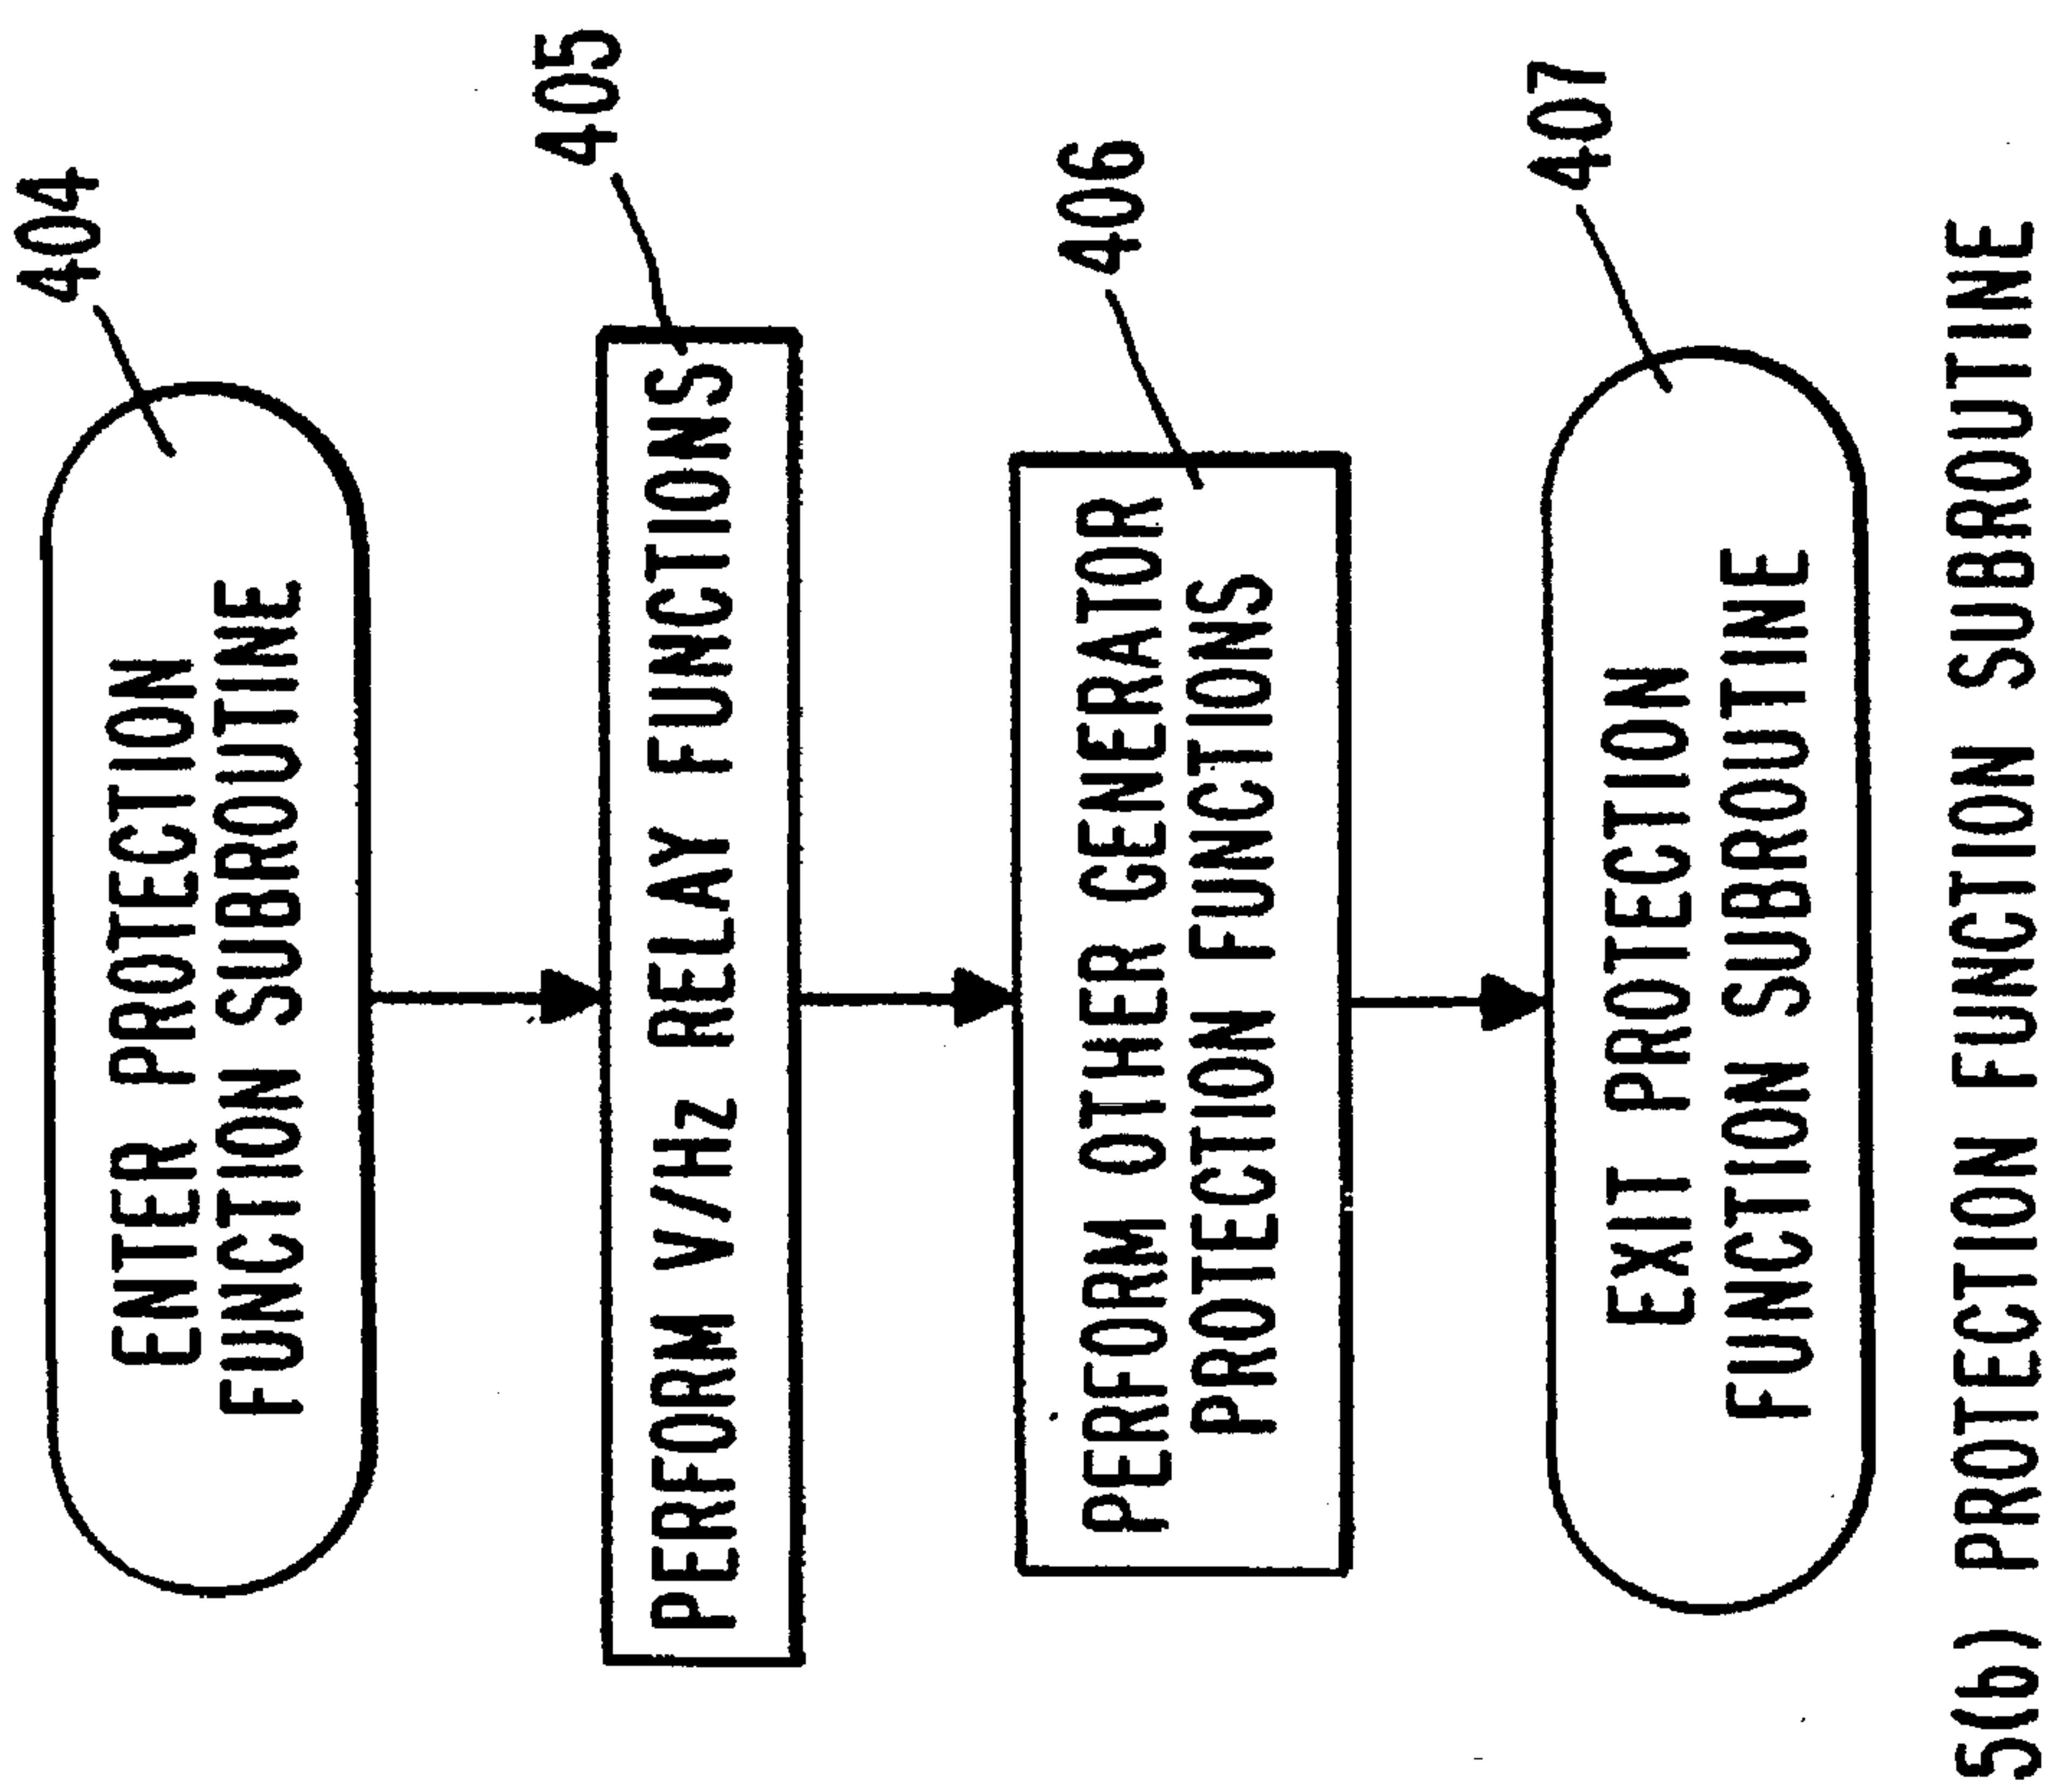 404
ENTER PROTECTION
FUNCTION SUBROUTINE
405
PERFORM V/Hz RELAY FUNCTIONS
406
PERFORM OTHER GENERATOR
PROTECTION FUNCTIONS
407
EXIT PROTECTION
FUNCTION SUBROUTINE
5(b) PROTECTION FUNCTION SUBROUTINE